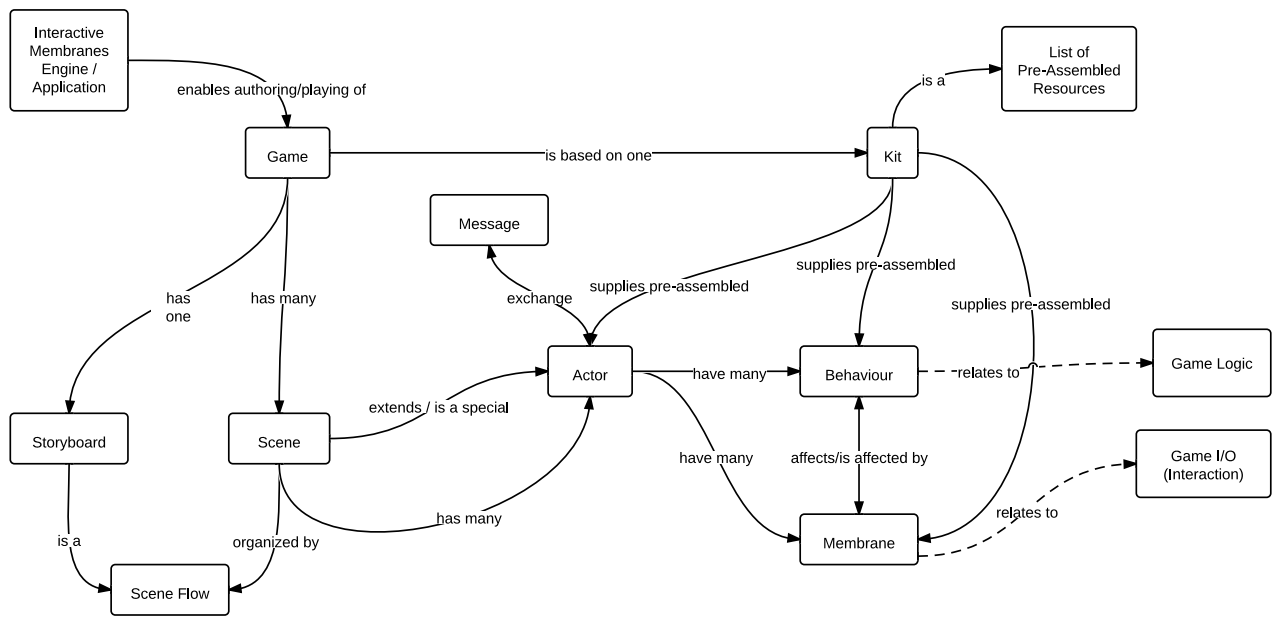 Interactive
Membranes
Engine /
Application
List of
Pre-Assembled
Resources
is a
enables authoring/playing of
Game
is based on one
Kit
Message
supplies pre-assembled
supplies pre-assembled
supplies pre-assembled
has
one
has many
exchange
Actor
have many
Behaviour
relates to
Game Logic
extends / is a special
Storyboard
Scene
have many
affects/is affected by
Game I/O
(Interaction)
relates to
has many
is a
organized by
Membrane
Scene Flow